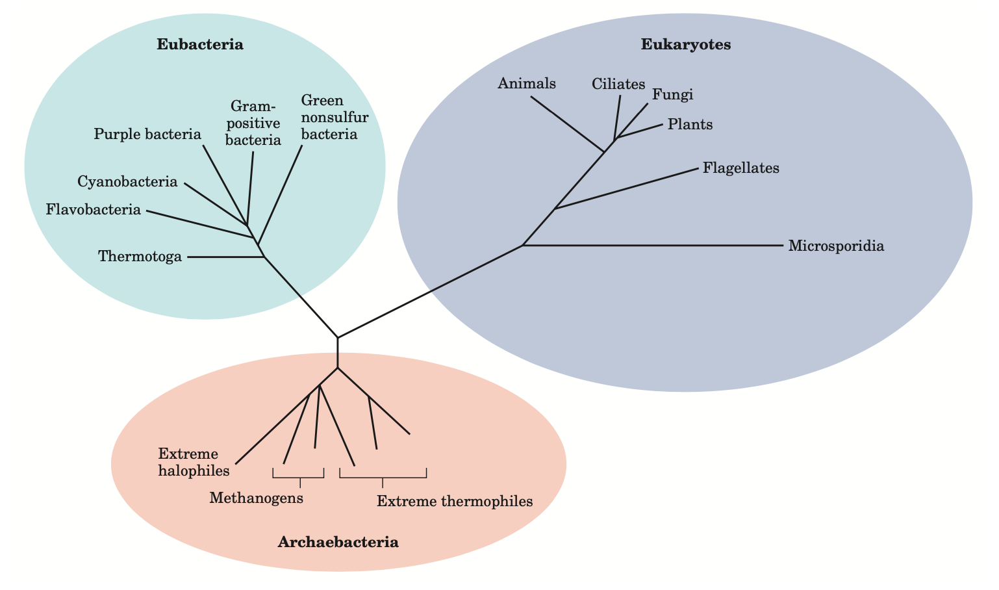 Eubacteria
Purple bacteria
Gram-
positive
bacteria
Green
nonsulfur
bacteria
Cyanobacteria
Flavobacteria
Thermotoga
Eukaryotes
Animals
Ciliates
Fungi
Plants
Flagellates
Microsporidia
Extreme
halophiles
Methanogens
Extreme thermophiles
Archaebacteria